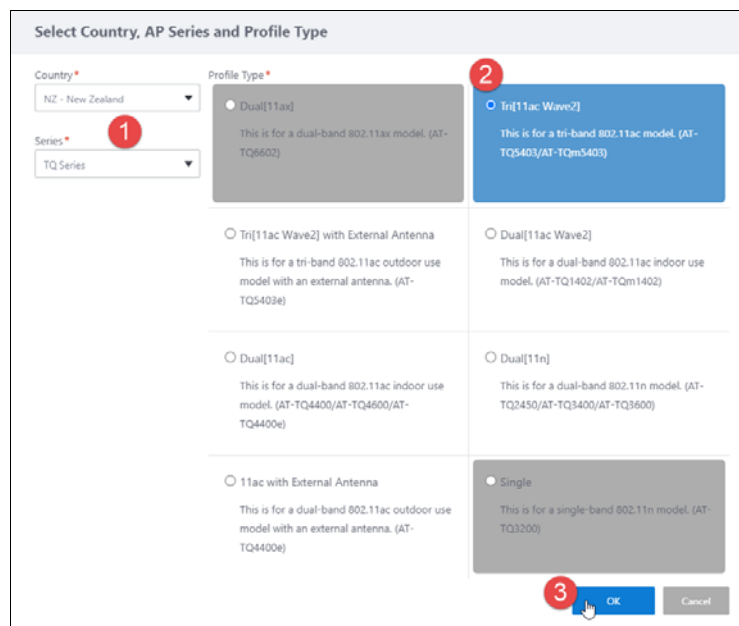 Select Country, AP Series and Profile Type
Country*
NZ - New Zealand
1
Series*
TQ Series
Profile Type*
2
Dual[11ax]
This is for a dual-band 802.11ax model. (AT-
TQ6602)
Tri[11ac Wave2]
This is for a tri-band 802.11ac model. (AT-
TQ5403/AT-TQm5403)
Tri[11ac Wave2] with External Antenna
This is for a tri-band 802.11ac outdoor use
model with an external antenna. (AT-
TQ5403e)
Dual[11ac Wave2]
This is for a dual-band 802.11ac indoor use
model. (AT-TQ1402/AT-TQm1402)
Dual[11ac]
This is for a dual-band 802.11ac indoor use
model. (AT-TQ4400/AT-TQ4600/AT-
TQ4400e)
Dual[11n]
This is for a dual-band 802.11n model. (AT-
TQ2450/AT-TQ3400/AT-TQ3600)
11ac with External Antenna
This is for a dual-band 802.11ac outdoor use
model with an external antenna. (AT-
TQ4400e)
Single
This is for a single-band 802.11n model. (AT-
TQ3200)
3
OK
Cancel